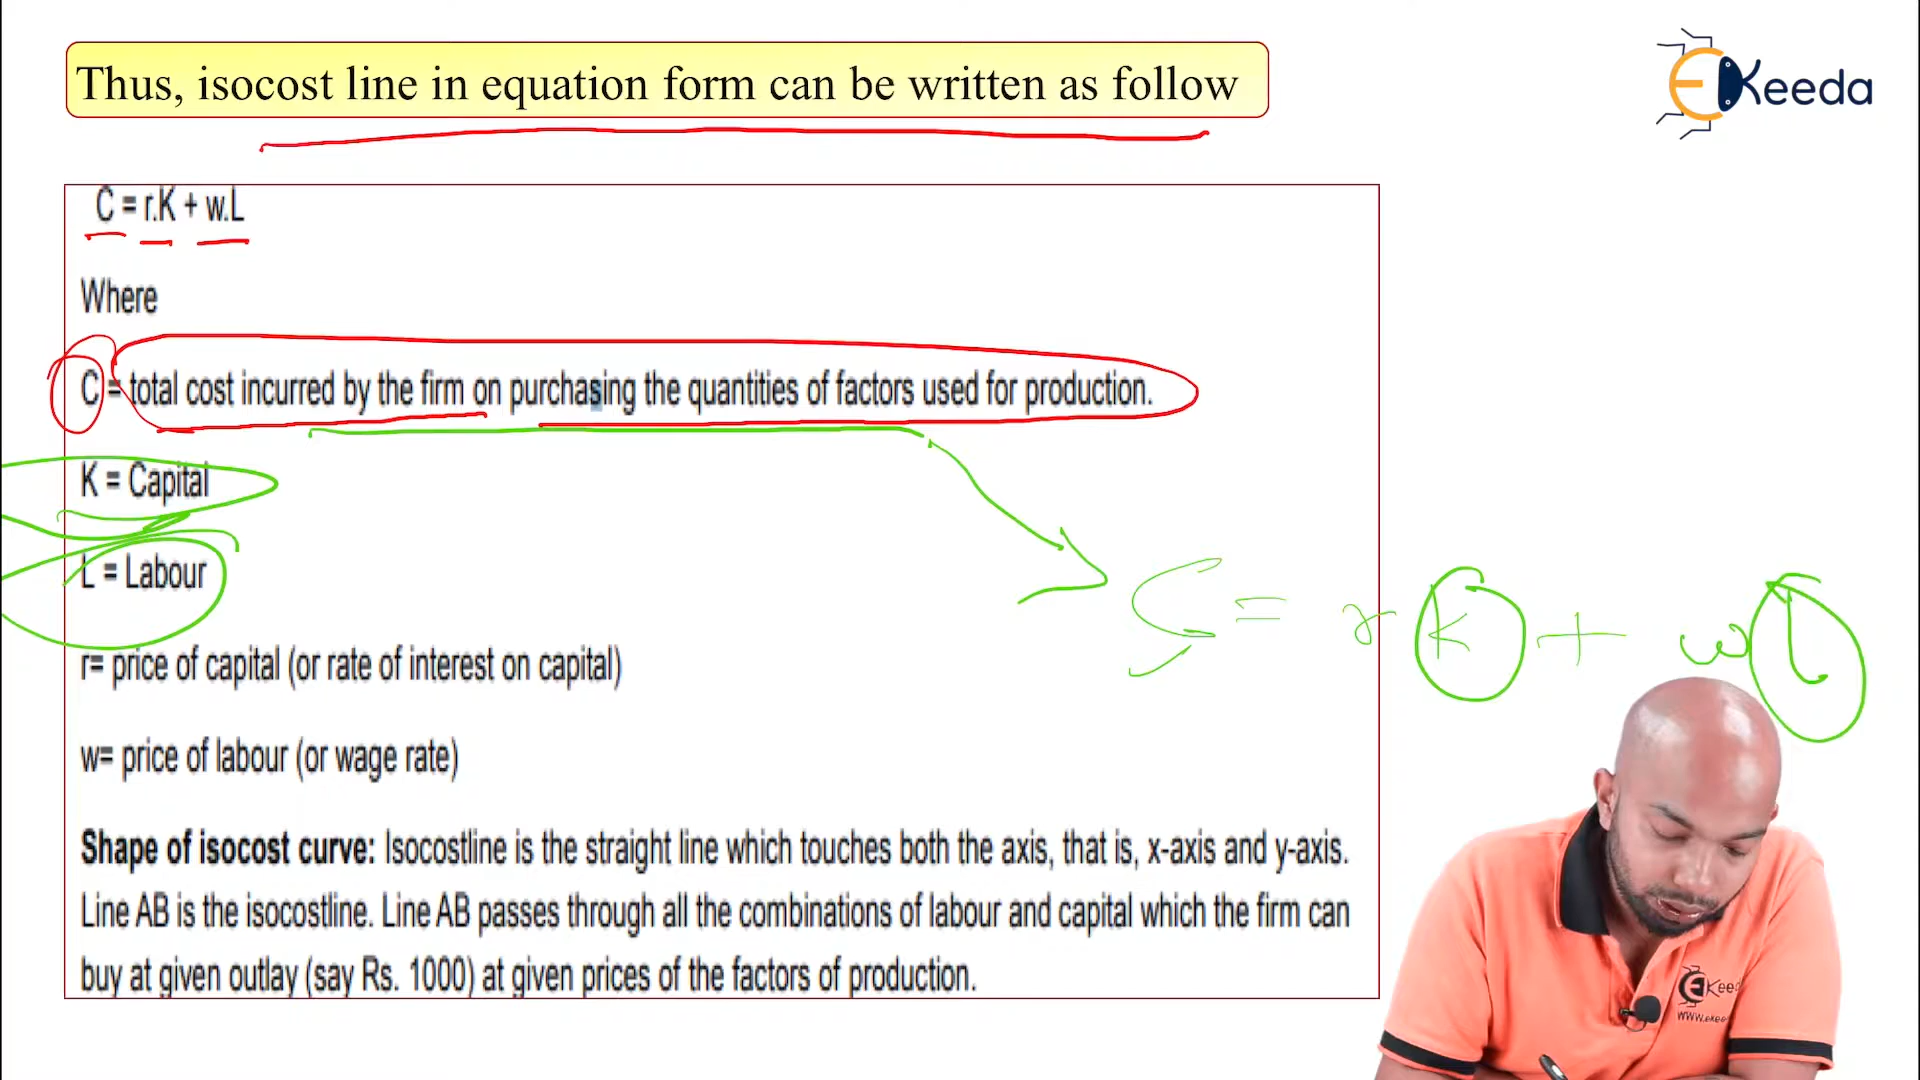 Thus, isocost line in equation form can be written as follow
EKeeda
C = r.K + w.L
Where
C = total cost incurred by the firm on purchasing the quantities of factors used for production.
K = Capital
L = Labour
C = rK + wL
r= price of capital (or rate of interest on capital)
w= price of labour (or wage rate)
Shape of isocost curve: Isocostline is the straight line which touches both the axis, that is, x-axis and y-axis.
Line AB is the isocostline. Line AB passes through all the combinations of labour and capital which the firm can
buy at given outlay (say Rs. 1000) at given prices of the factors of production.